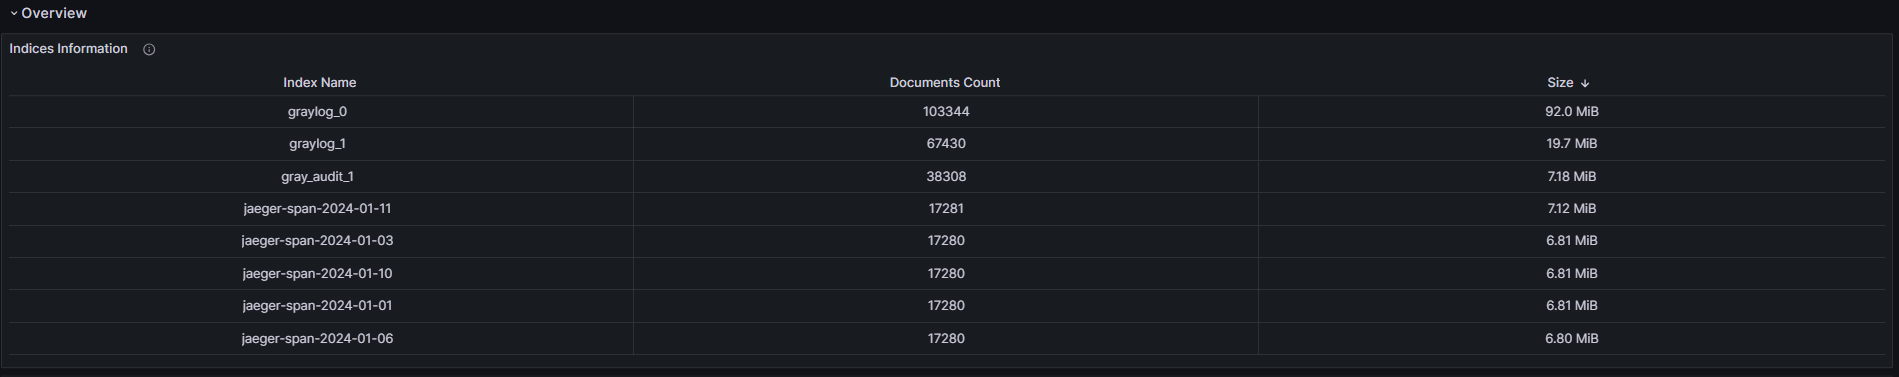 Overview
Indices Information
Index Name Documents Count Size ↓
graylog_0 103344 92.0 MiB
graylog_1 67430 19.7 MiB
gray_audit_1 38308 7.18 MiB
jaeger-span-2024-01-11 17281 7.12 MiB
jaeger-span-2024-01-03 17280 6.81 MiB
jaeger-span-2024-01-10 17280 6.81 MiB
jaeger-span-2024-01-01 17280 6.81 MiB
jaeger-span-2024-01-06 17280 6.80 MiB